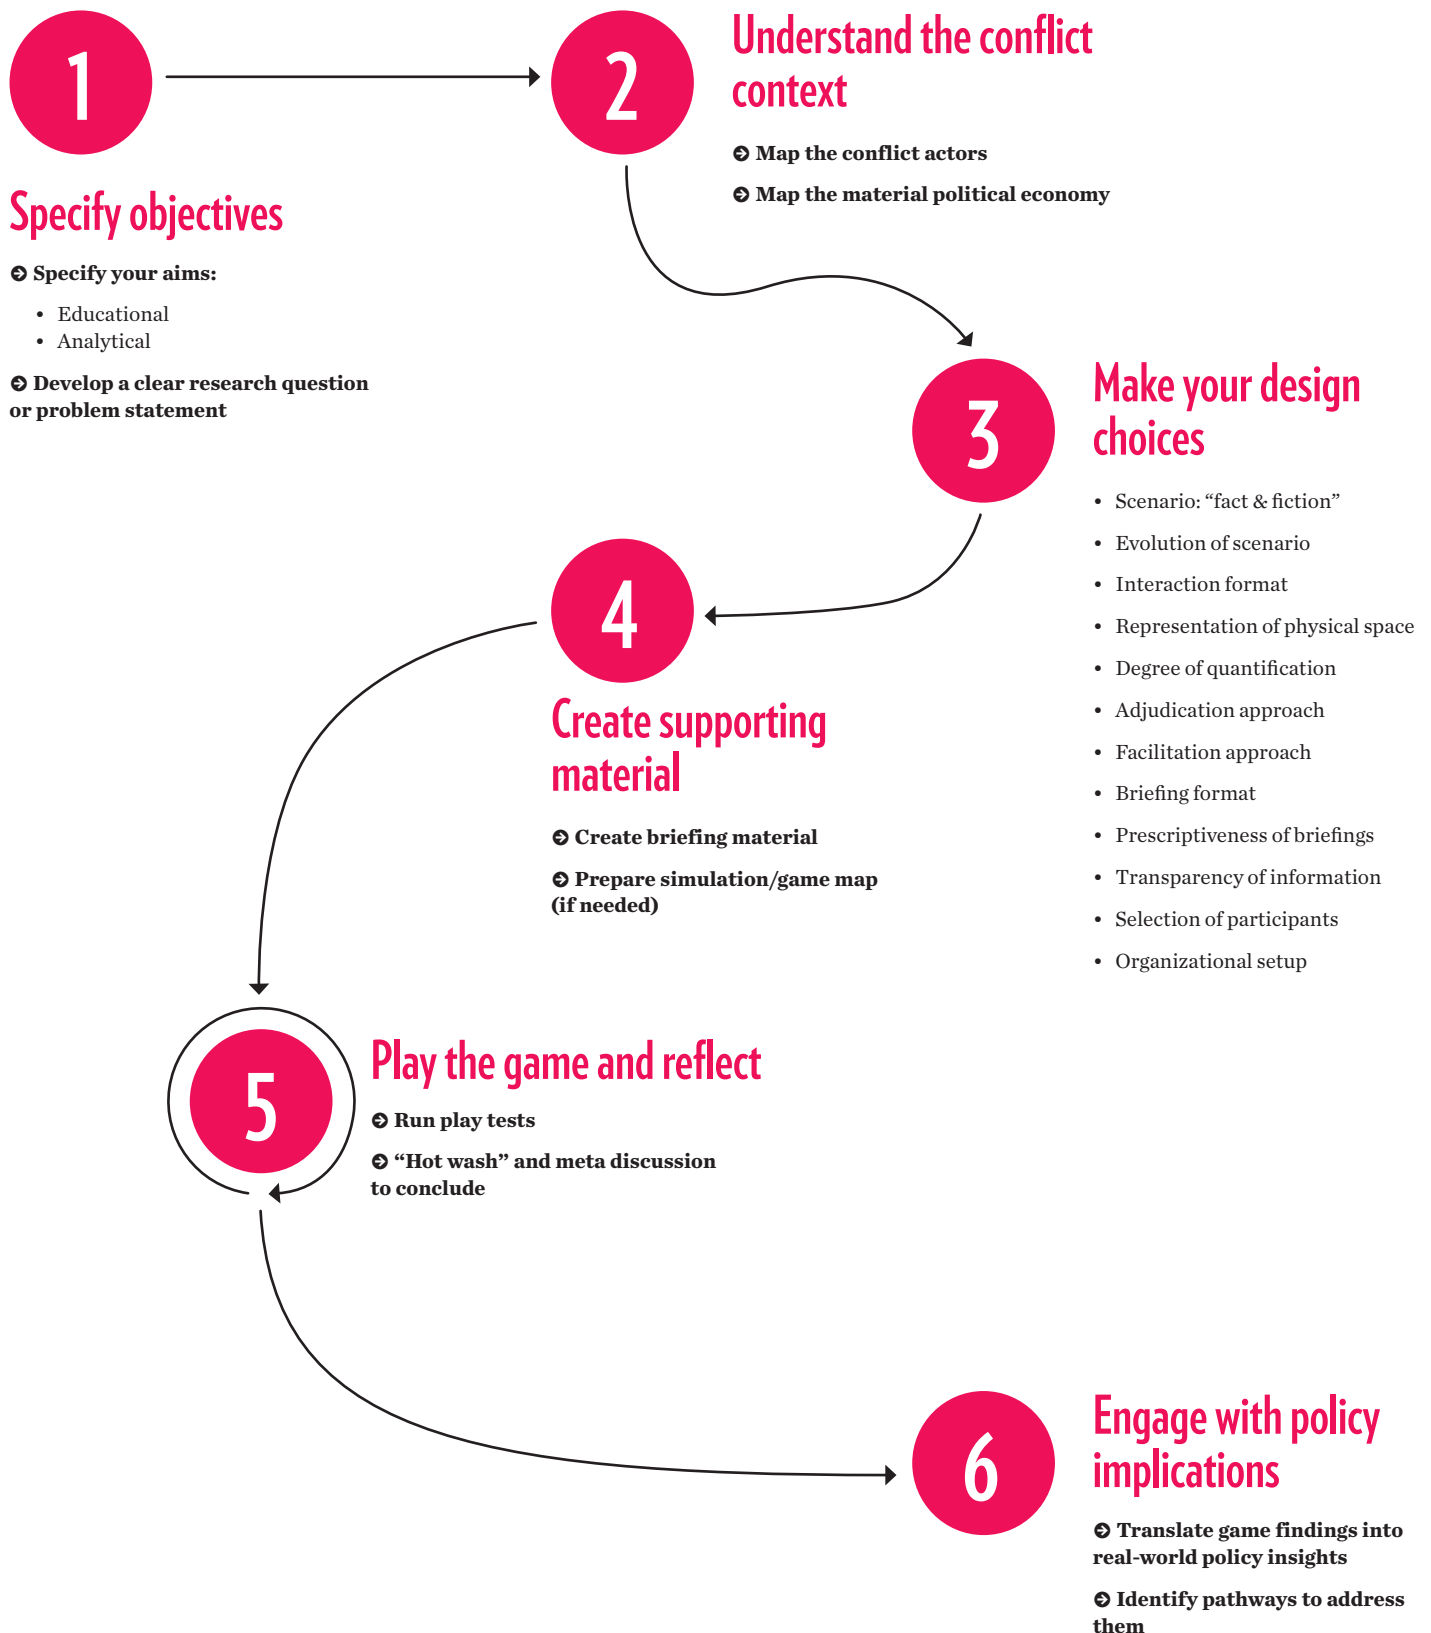 1
Specify objectives
➲ Specify your aims:
• Educational
• Analytical
➲ Develop a clear research question
or problem statement
2
Understand the conflict
context
➲ Map the conflict actors
➲ Map the material political economy
3
Make your design
choices
• Scenario: “fact & fiction”
• Evolution of scenario
• Interaction format
• Representation of physical space
• Degree of quantification
• Adjudication approach
• Facilitation approach
• Briefing format
• Prescriptiveness of briefings
• Transparency of information
• Selection of participants
• Organizational setup
4
Create supporting
material
➲ Create briefing material
➲ Prepare simulation/game map
(if needed)
5
Play the game and reflect
➲ Run play tests
➲ “Hot wash” and meta discussion
to conclude
6
Engage with policy
implications
➲ Translate game findings into
real-world policy insights
➲ Identify pathways to address
them